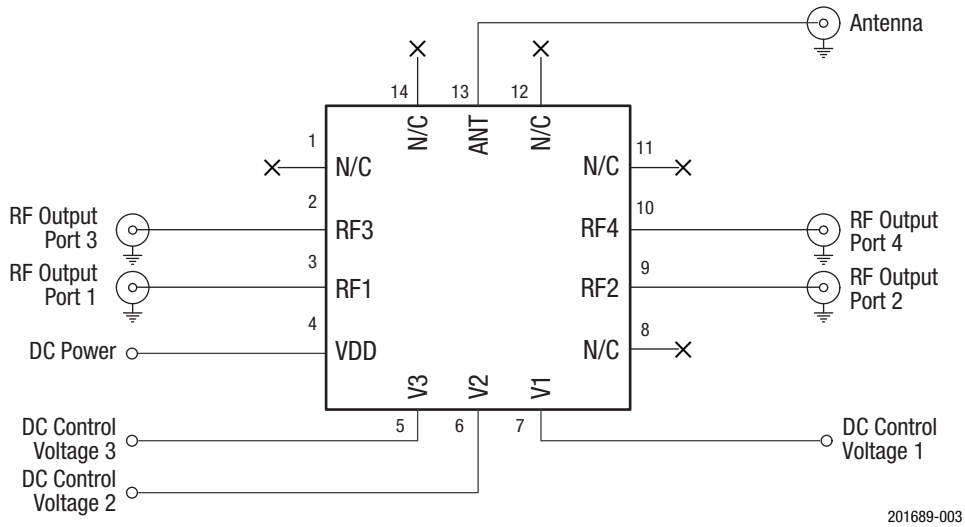 Antenna
14
13
12
N/C
ANT
N/C
1
N/C
11
N/C
2
RF Output
Port 3
RF3
10
RF4
RF Output
Port 4
3
RF Output
Port 1
RF1
9
RF2
RF Output
Port 2
4
DC Power
VDD
8
N/C
V3
V2
V1
5
6
7
DC Control
Voltage 3
DC Control
Voltage 1
DC Control
Voltage 2
201689-003